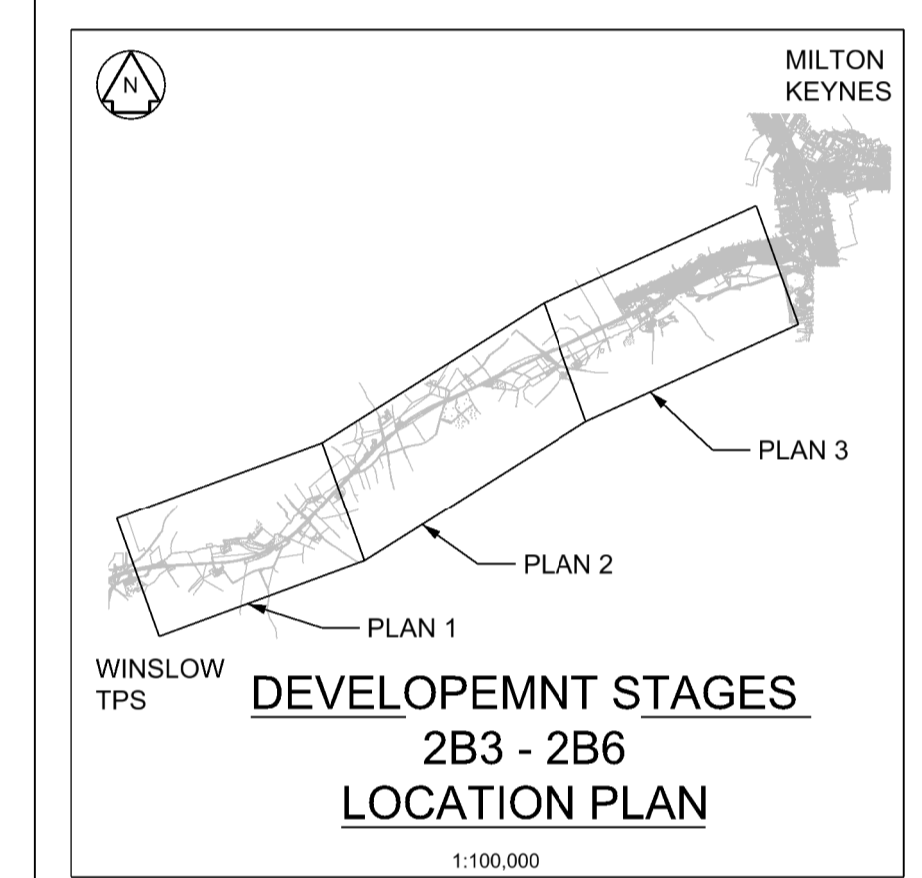 N
MILTON
KEYNES
PLAN 3
PLAN 2
PLAN 1
WINSLOW
TPS
DEVELOPEMNT STAGES
2B3 - 2B6
LOCATION PLAN
1:100,000